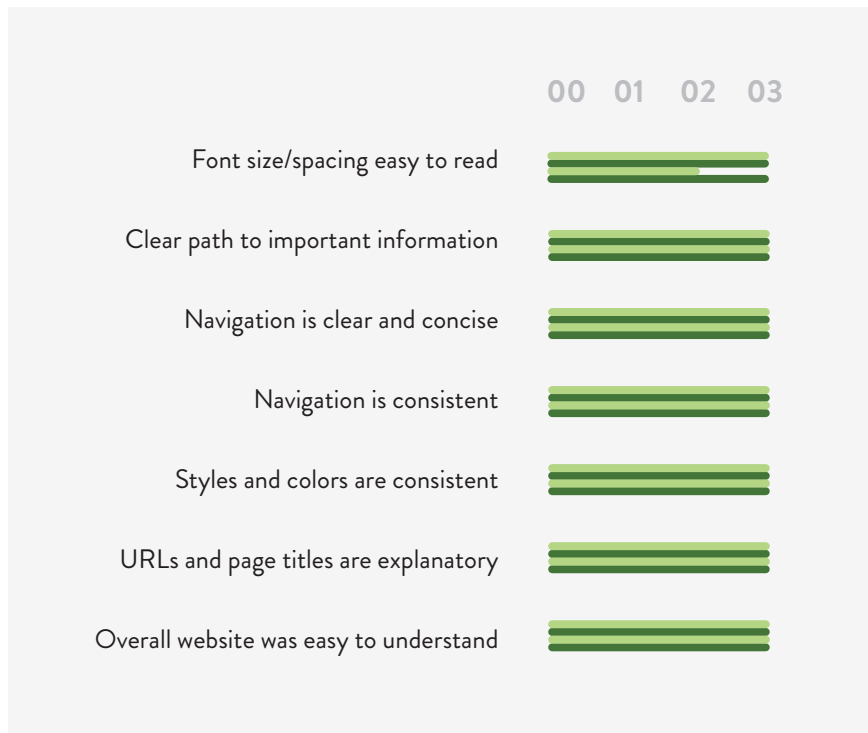 00 01 02 03
Font size/spacing easy to read
Clear path to important information
Navigation is clear and concise
Navigation is consistent
Styles and colors are consistent
URLs and page titles are explanatory
Overall website was easy to understand